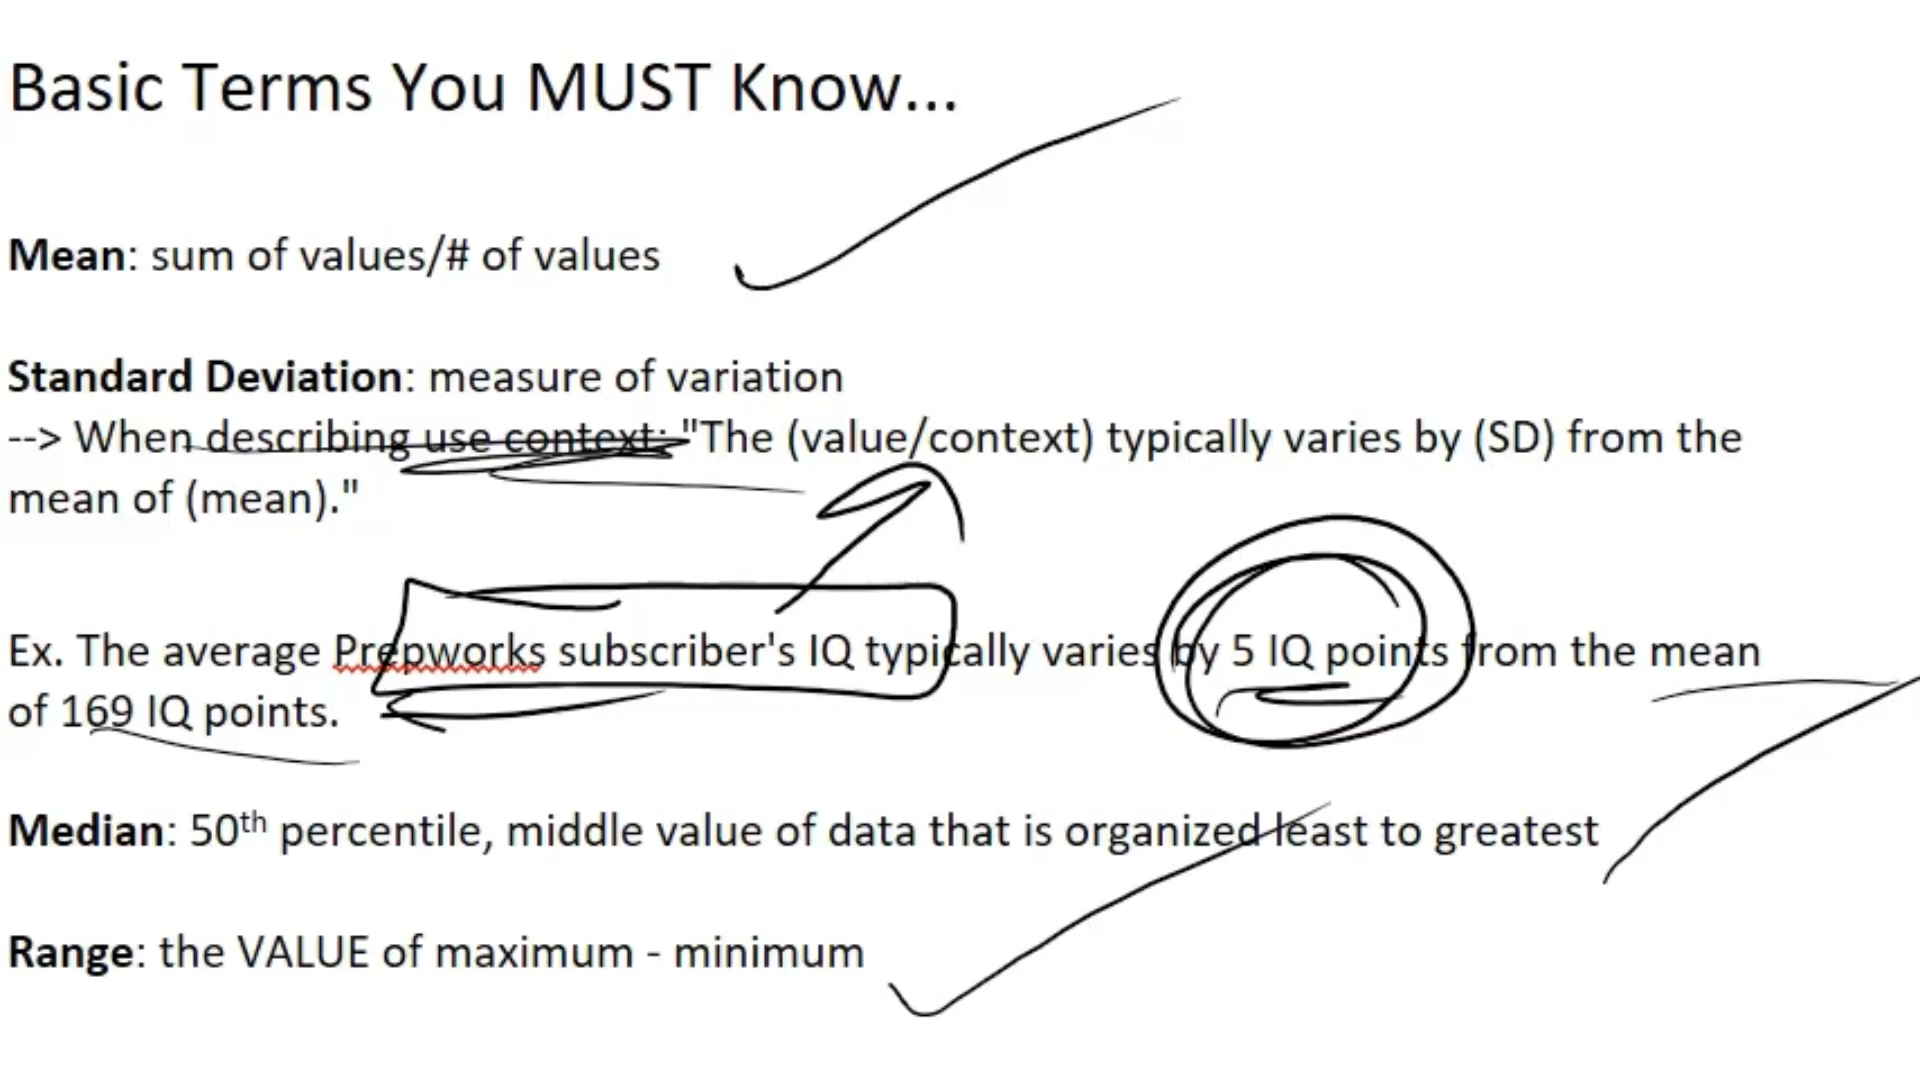 Basic Terms You MUST Know...
Mean: sum of values/# of values
Standard Deviation: measure of variation
--> When describing use context: "The (value/context) typically varies by (SD) from the
mean of (mean)."
Ex. The average Prepworks subscriber's IQ typically varies by 5 IQ points from the mean
of 169 IQ points.
Median: 50th percentile, middle value of data that is organized least to greatest
Range: the VALUE of maximum - minimum